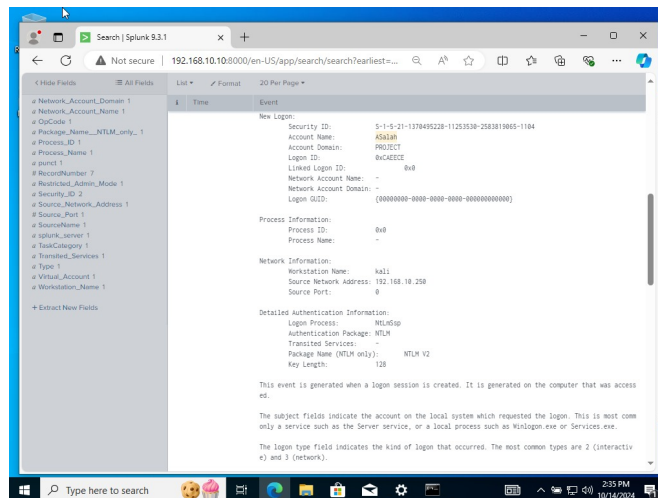 Search | Splunk 9.3.1
Not secure
192.168.10.10:8000/en-US/app/search/search?earliest=...
< Hide Fields
All Fields
List
Format
20 Per Page
i
Time
Event
a Network_Account_Domain 1
a Network_Account_Name 1
a OpCode 1
a Package_Name__NTLM_only_ 1
a Process_ID 1
a Process_Name 1
a punct 1
# RecordNumber 7
a Restricted_Admin_Mode 1
a Security_ID 2
a Source_Network_Address 1
# Source_Port 1
a SourceName 1
a splunk_server 1
a TaskCategory 1
a Transited_Services 1
a Type 1
a Virtual_Account 1
a Workstation_Name 1
+ Extract New Fields
New Logon:
Security ID: S-1-5-21-1370495228-11253530-2583819065-1104
Account Name: ASalah
Account Domain: PROJECT
Logon ID: 0xCAEECE
Linked Logon ID: 0x0
Network Account Name: -
Network Account Domain: -
Logon GUID: {00000000-0000-0000-0000-000000000000}
Process Information:
Process ID: 0x0
Process Name: -
Network Information:
Workstation Name: kali
Source Network Address: 192.168.10.250
Source Port: 0
Detailed Authentication Information:
Logon Process: NtLmSsp
Authentication Package: NTLM
Transited Services: -
Package Name (NTLM only): NTLM V2
Key Length: 128
This event is generated when a logon session is created. It is generated on the computer that was access
ed.
The subject fields indicate the account on the local system which requested the logon. This is most comm
only a service such as the Server service, or a local process such as Winlogon.exe or Services.exe.
The logon type field indicates the kind of logon that occurred. The most common types are 2 (interactiv
e) and 3 (network).
Type here to search
2:35 PM
10/14/2024